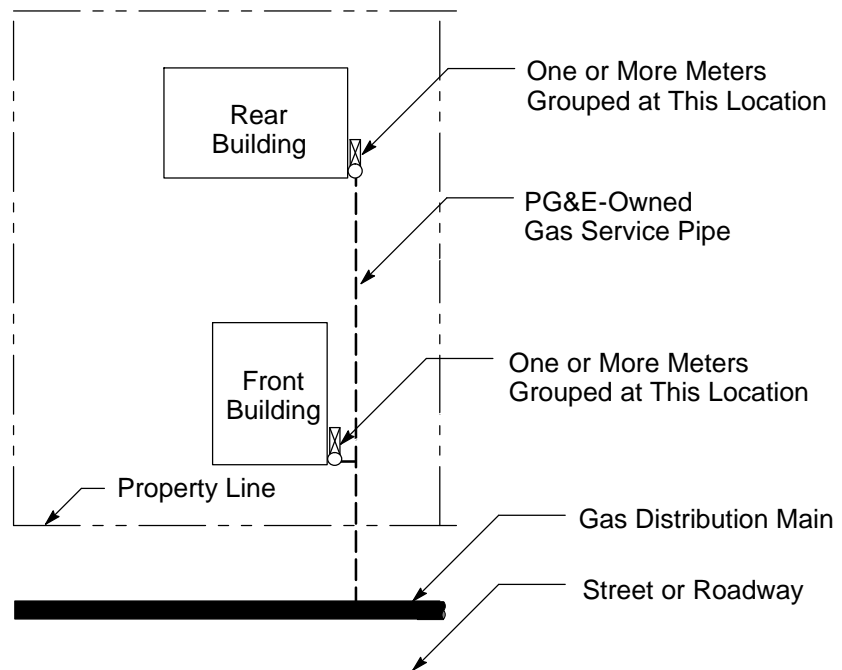 One or More Meters
Grouped at This Location
Rear
Building
PG&E-Owned
Gas Service Pipe
One or More Meters
Grouped at This Location
Front
Building
Property Line
Gas Distribution Main
Street or Roadway